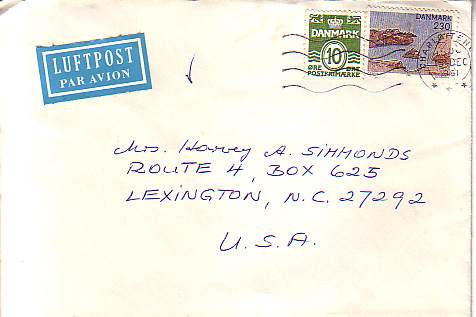 LUFTPOST
PAR AVION
DANMARK
10
ØRE ØRE
POSTFRIMÆRKE
DANMARK
230
DEC
Mrs. Harvey A. SIMMONDS
ROUTE 4, BOX 625
LEXINGTON, N.C. 27292
U.S.A.